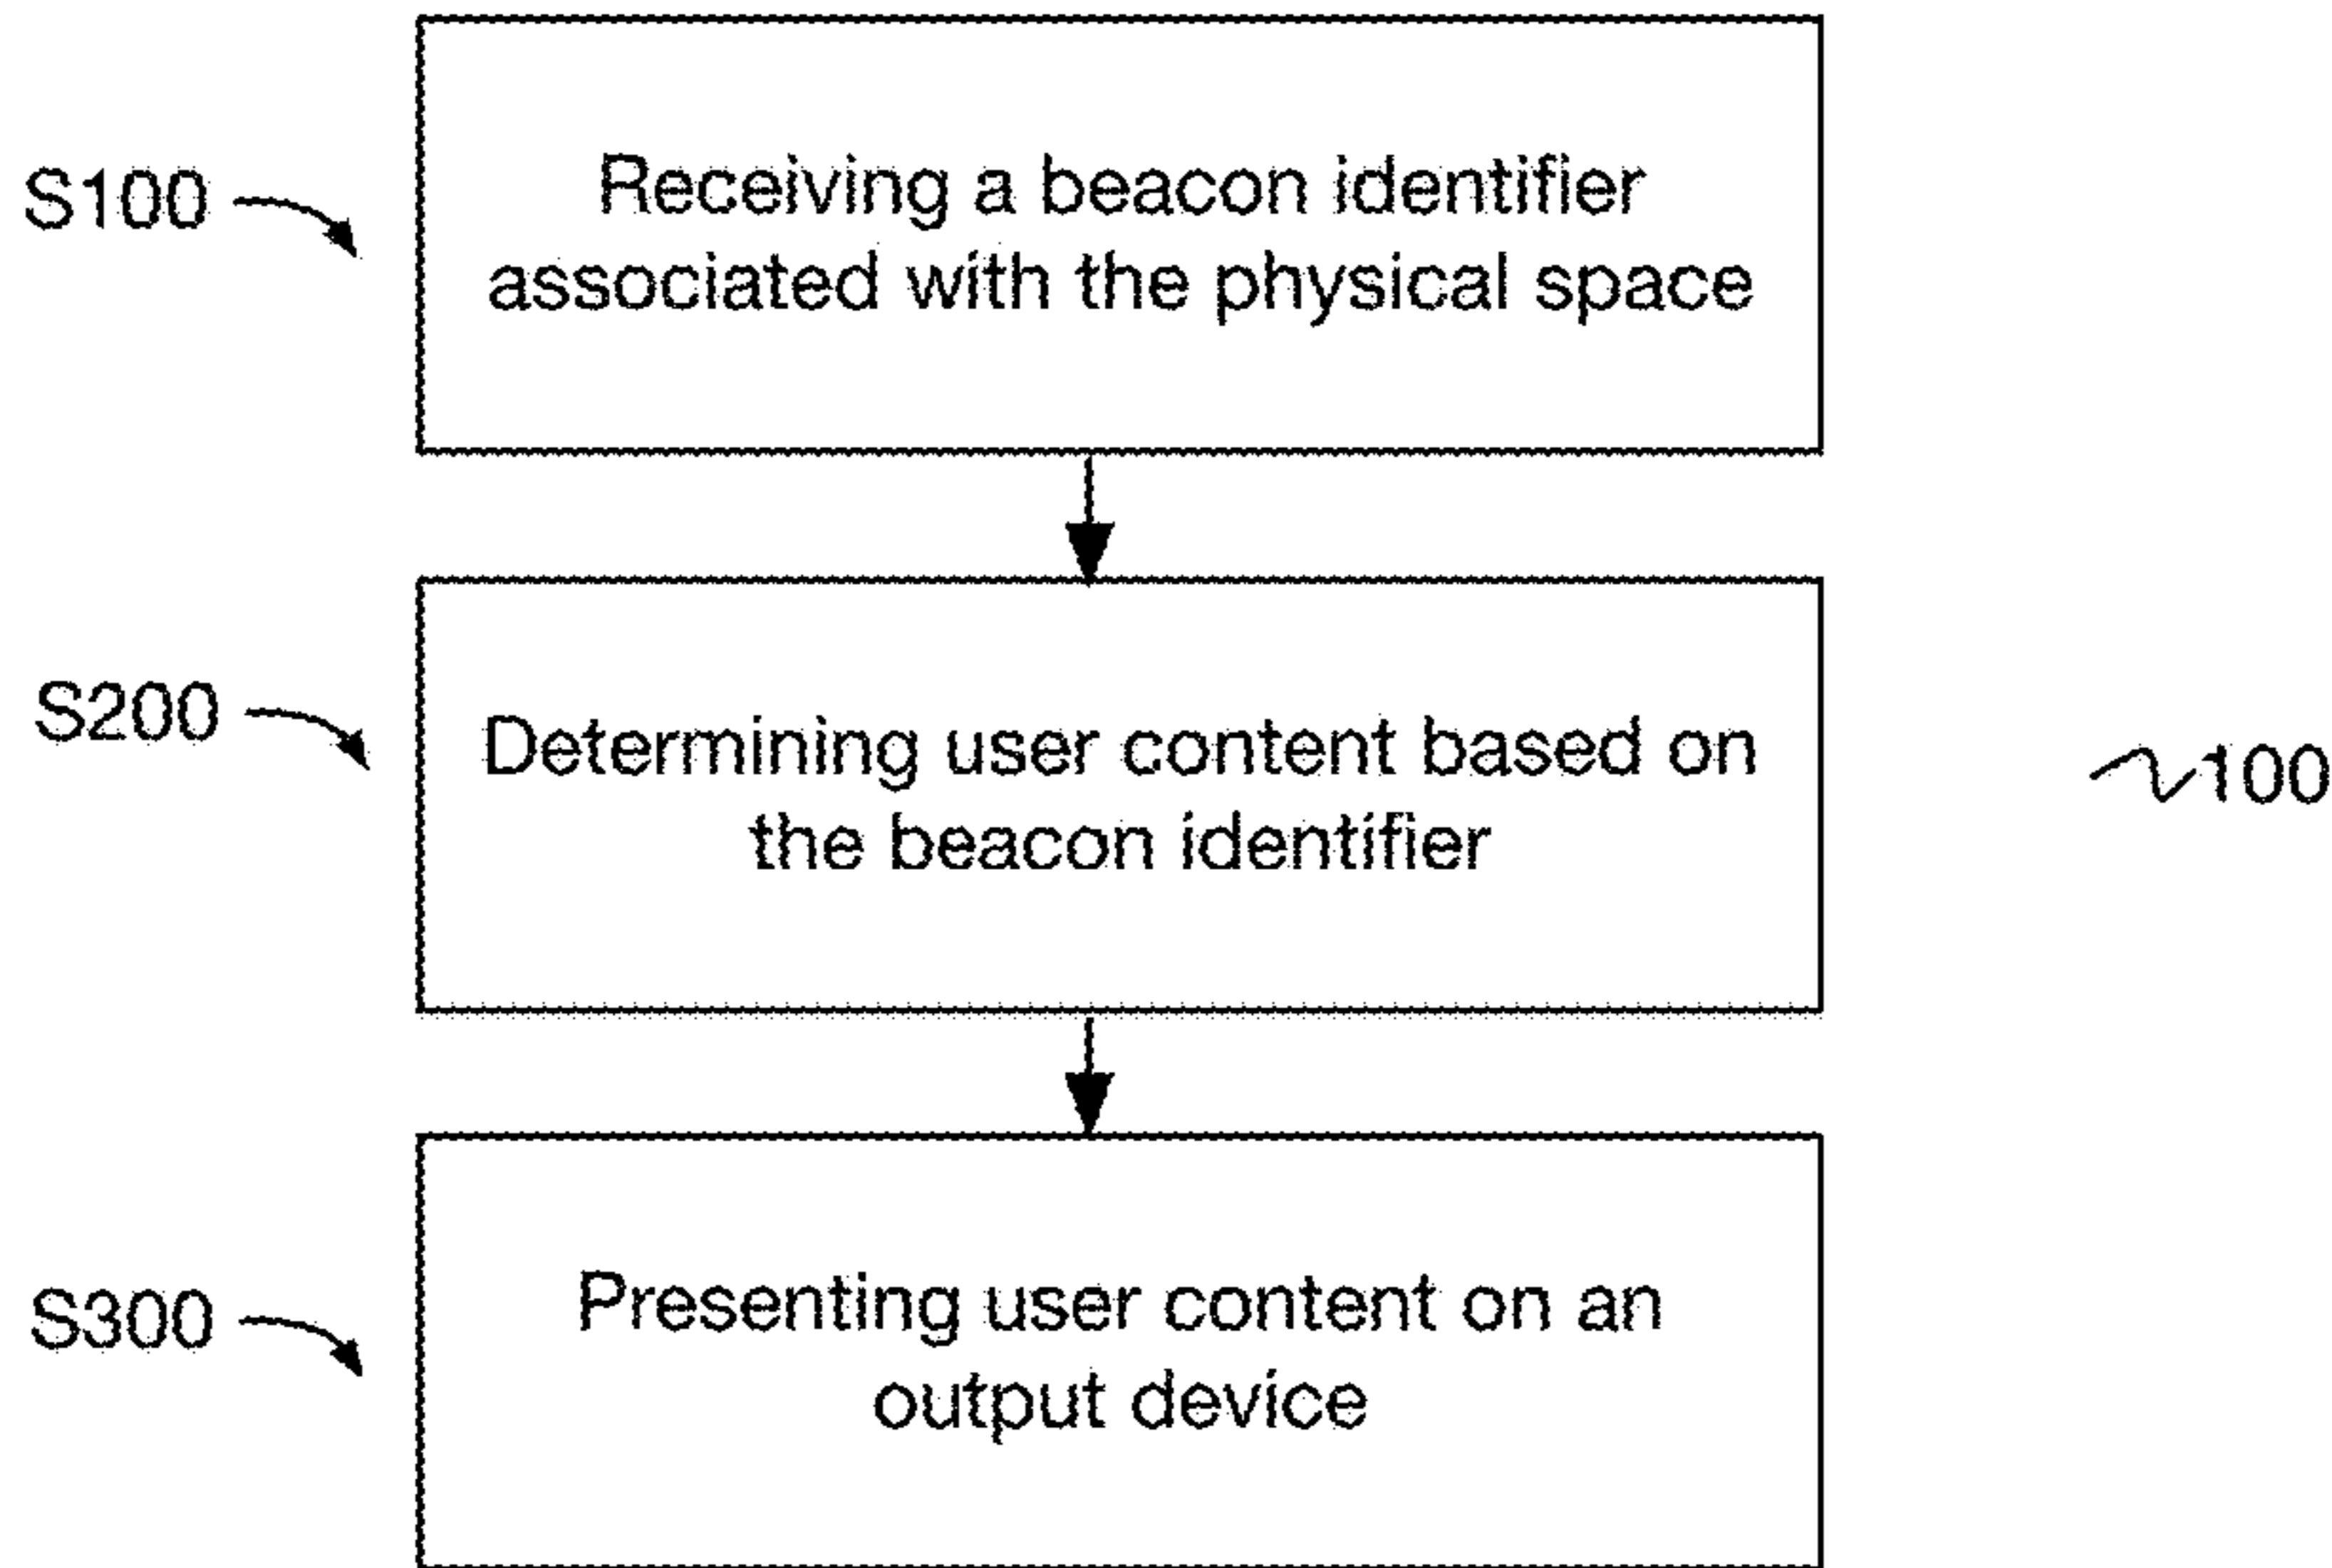 S100
Receiving a beacon identifier
associated with the physical space
S200
Determining user content based on
the beacon identifier
100
S300
Presenting user content on an
output device